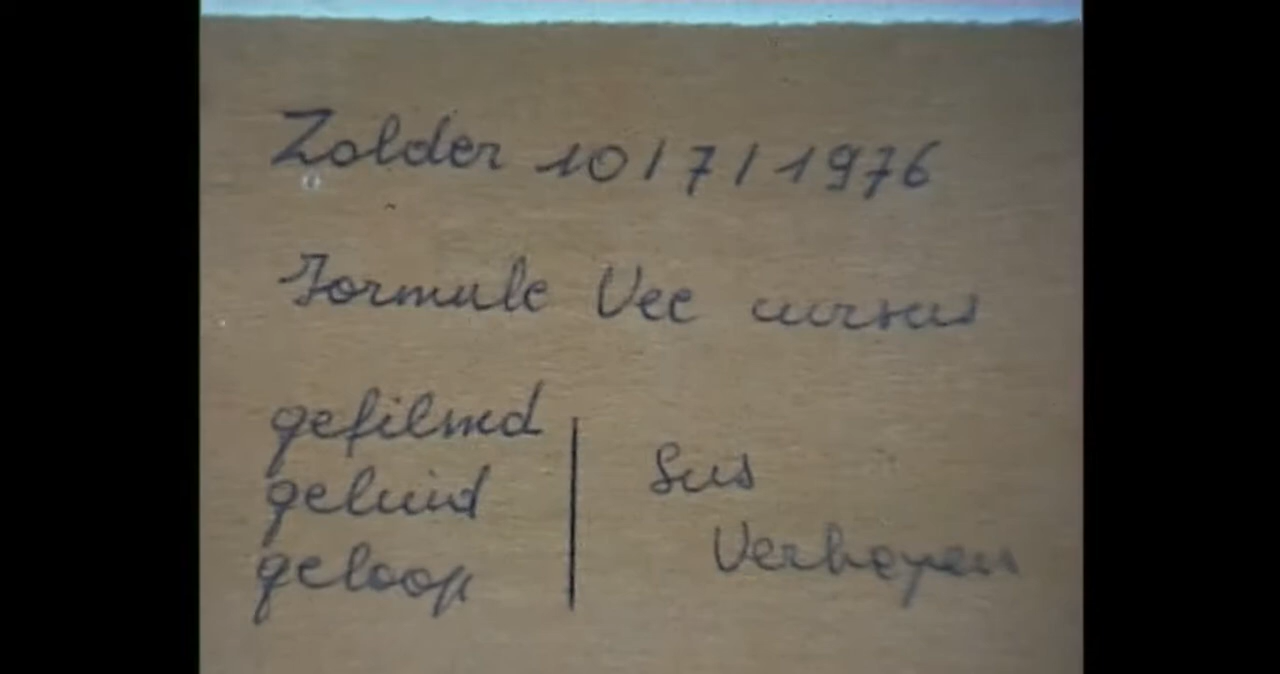 Zolder 10/7/1976
Formule Vee cursus
gefilmd
geluid
geloop
Sus
Verheyen